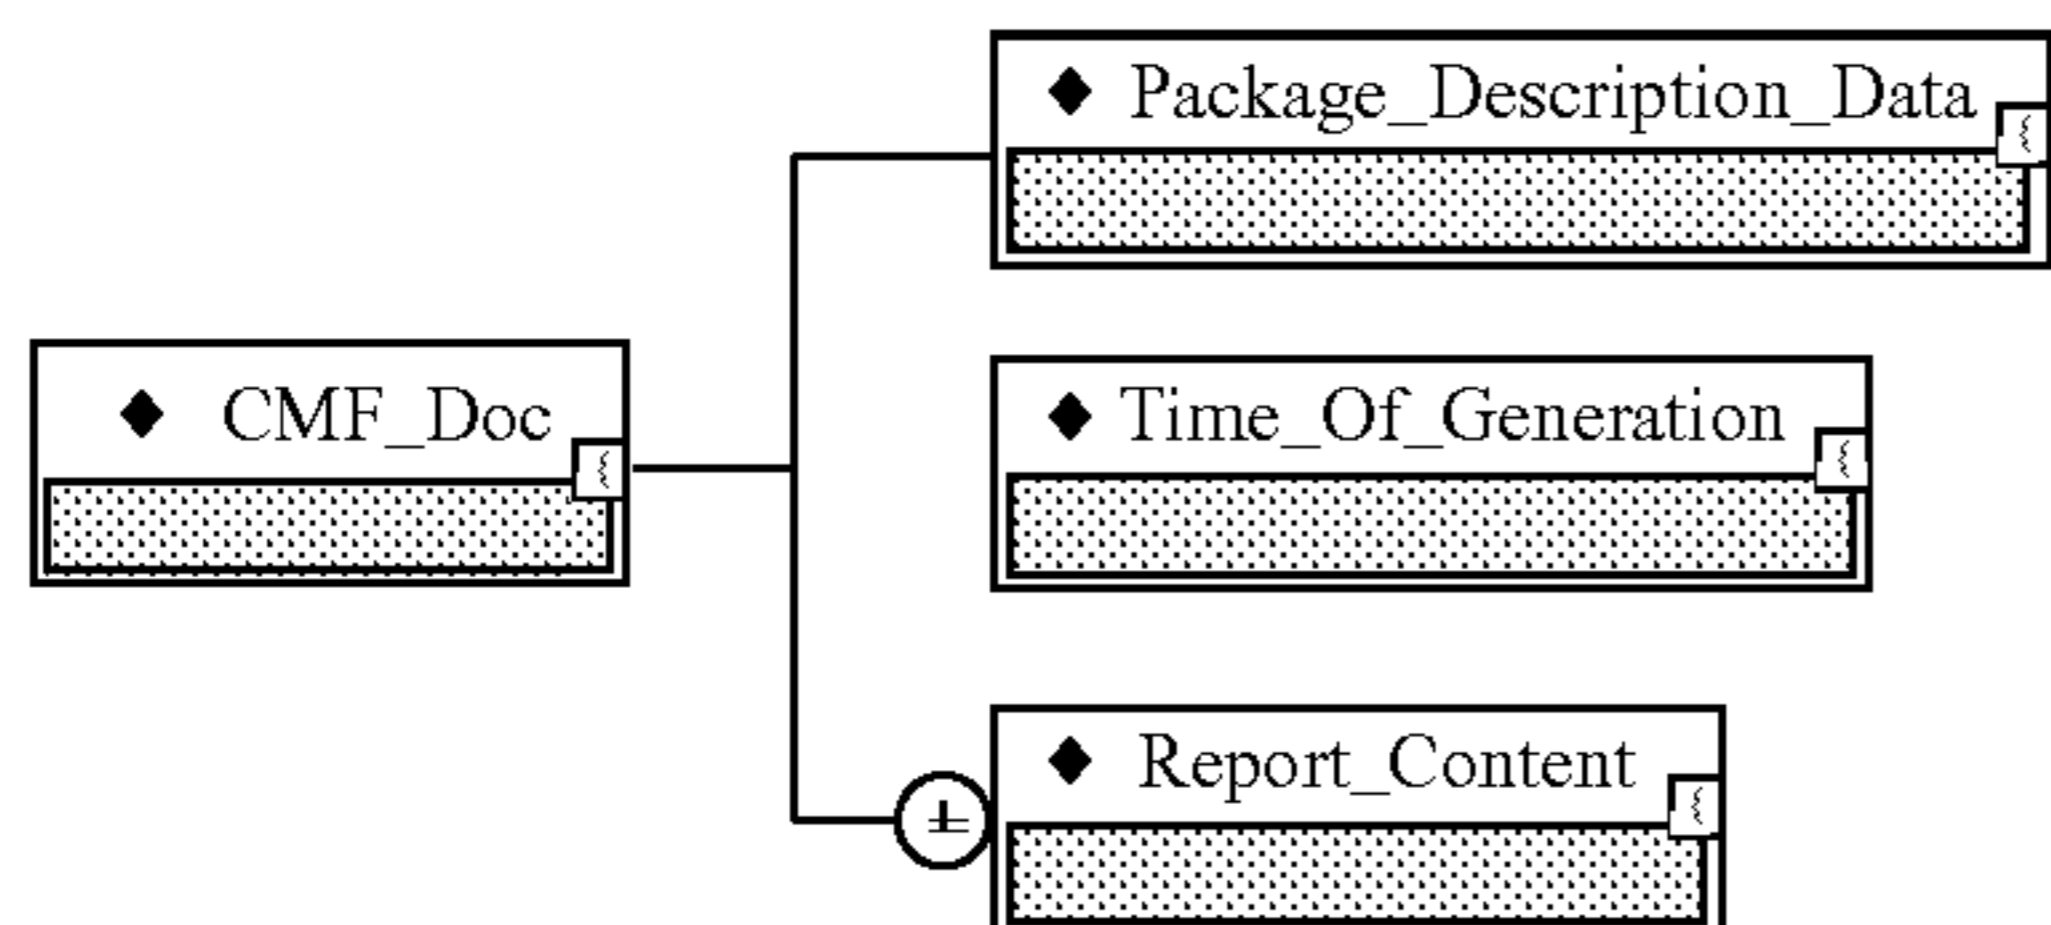 ◆ Package_Description_Data
{
◆ CMF_Doc
{
◆ Time_Of_Generation
{
◆ Report_Content
{
±